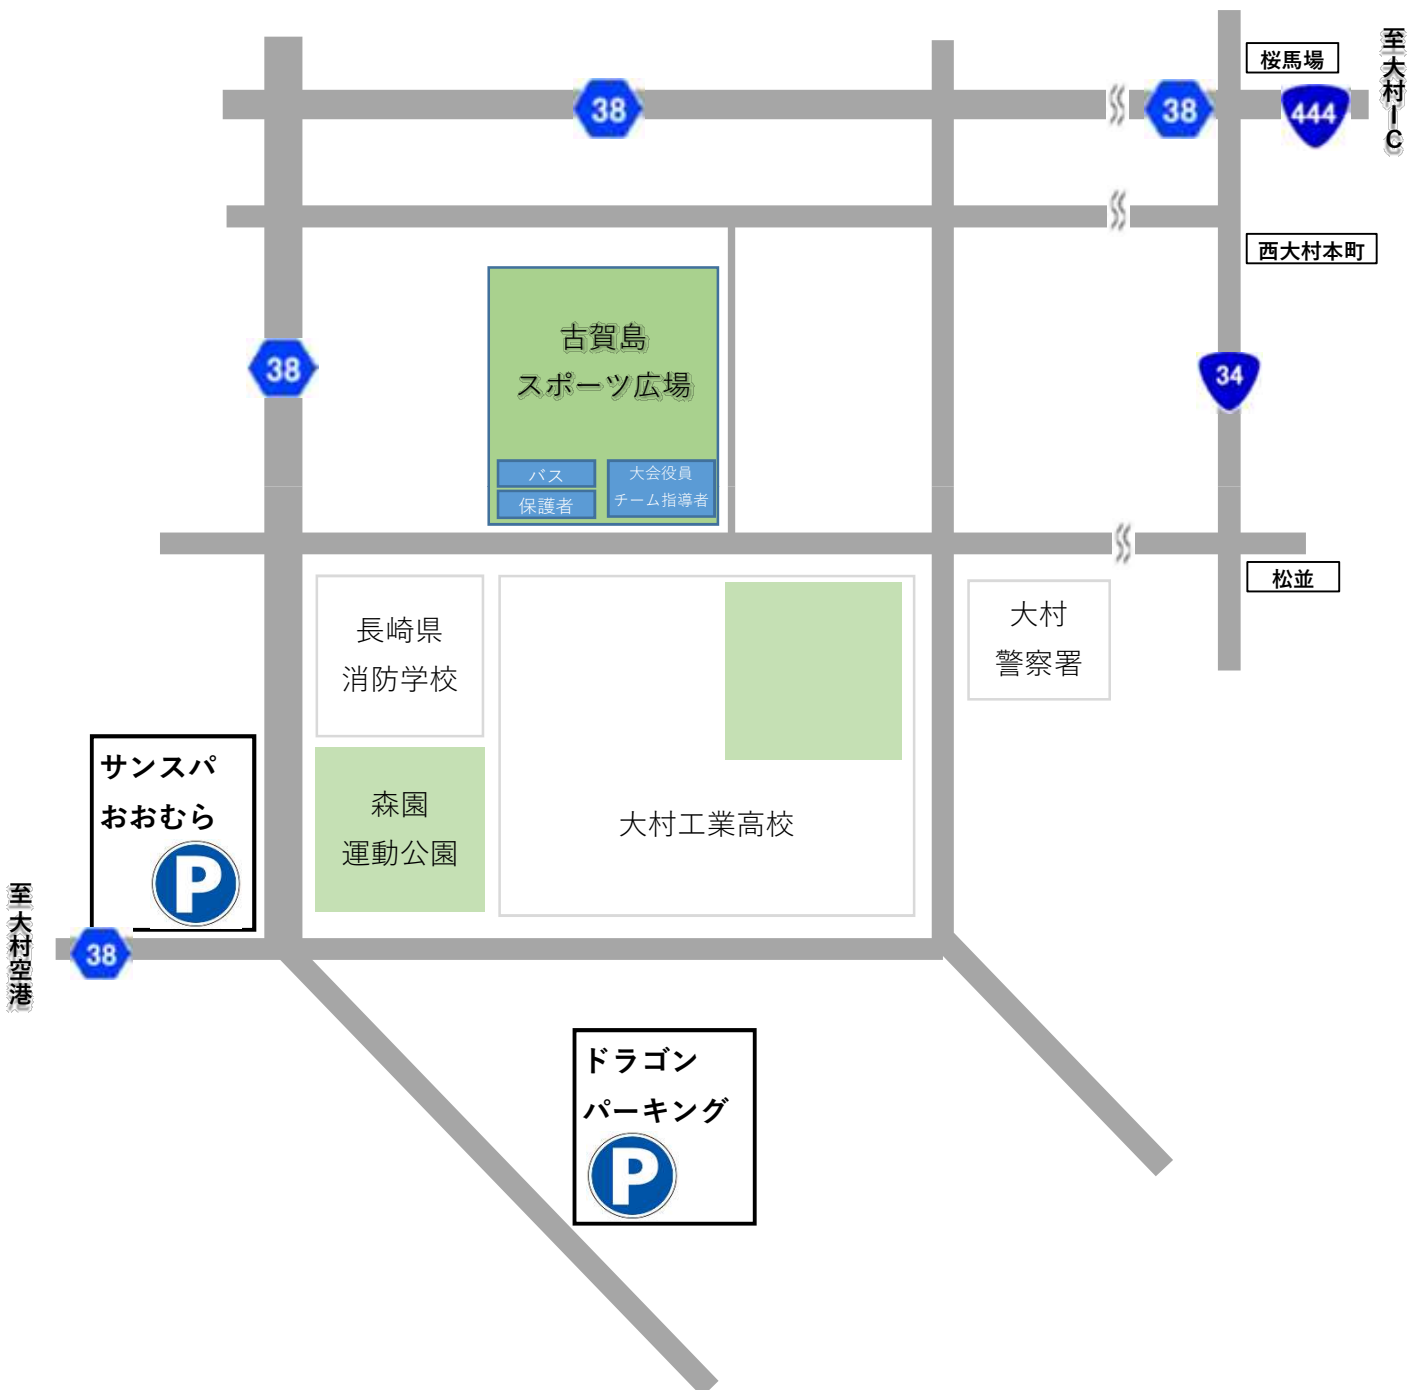 桜馬場
至大村IC
38
38
444
西大村本町
古賀島
スポーツ広場
38
34
バス
保護者
大会役員
チーム指導者
松並
長崎県
消防学校
大村
警察署
サンスパ
おおむら
P
森園
運動公園
大村工業高校
至大村空港
38
ドラゴン
パーキング
P